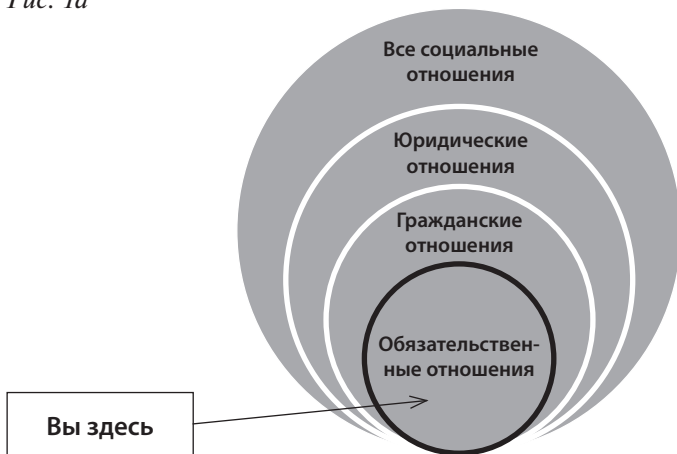 Рис. 1а
Все социальные
отношения
Юридические
отношения
Гражданские
отношения
Обязательствен-
ные отношения
Вы здесь